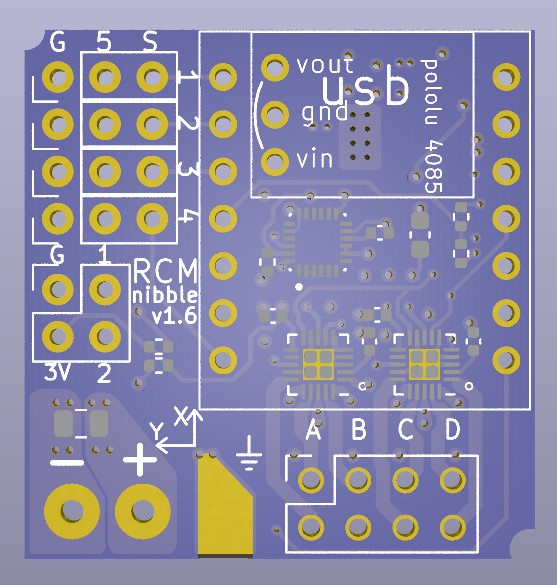 G 5 S
1
2
3
4
vout
usb
gnd
vin
pololu 4085
G 1
3V 2
RCM
nibble
v1.6
X
Y
− +
A B C D